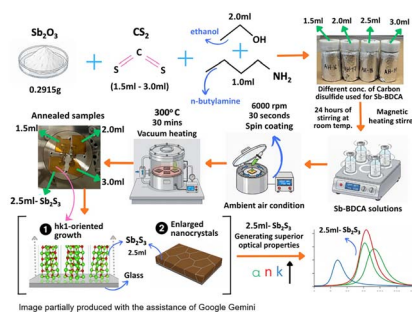 Sb₂O₃
0.2915g
CS₂
S C S
(1.5ml - 3.0ml)
ethanol
2.0ml
OH
NH₂
1.0ml
n-butylamine
1.5ml 2.0ml 2.5ml 3.0ml
Different conc. of Carbon
disulfide used for Sb-BDCA
24 hours of
stirring at
room temp.
Magnetic
heating stirrer
Sb-BDCA solutions
6000 rpm
30 seconds
Spin coating
Ambient air condition
300° C
30 mins
Vacuum heating
Annealed samples
1.5ml
2.0ml
3.0ml
2.5ml- Sb₂S₃
1 hk1-oriented
growth
Sb₂S₃
2.5ml
Glass
2 Enlarged
nanocrystals
2.5ml- Sb₂S₃
Generating superior
optical properties
α n k
2.5ml- Sb₂S₃
Image partially produced with the assistance of Google Gemini